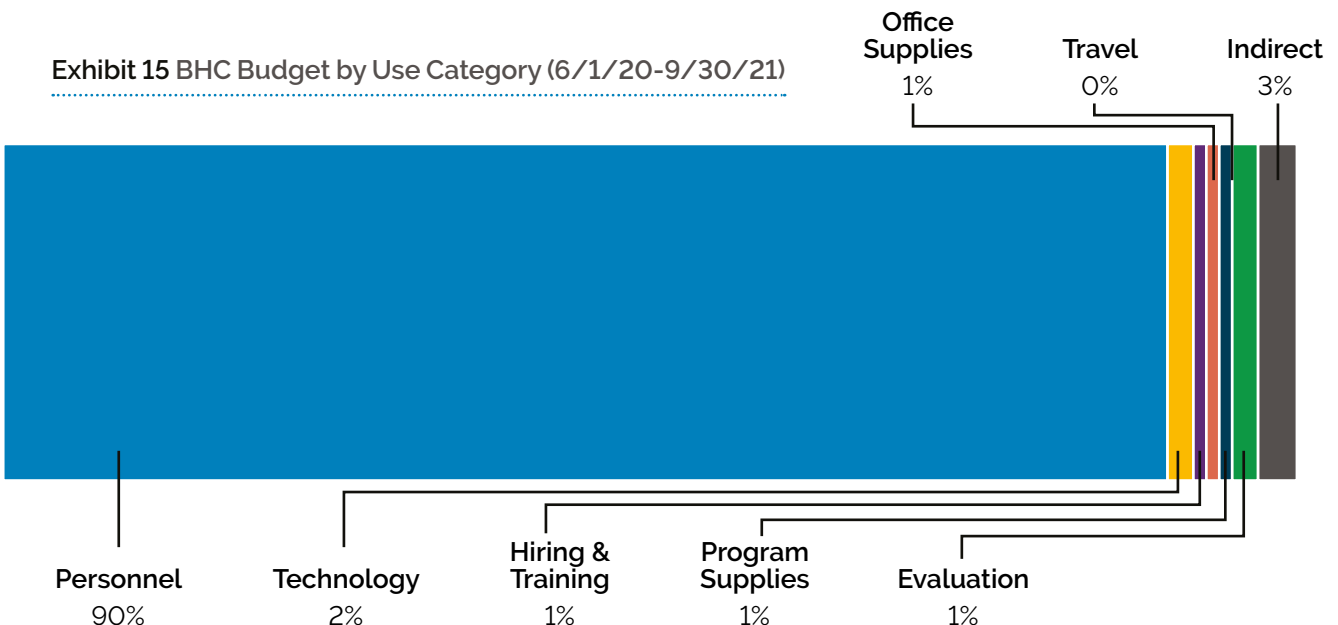 Exhibit 15 BHC Budget by Use Category (6/1/20-9/30/21)
Office
Supplies
1%
Travel
0%
Indirect
3%
Personnel
90%
Technology
2%
Hiring &
Training
1%
Program
Supplies
1%
Evaluation
1%